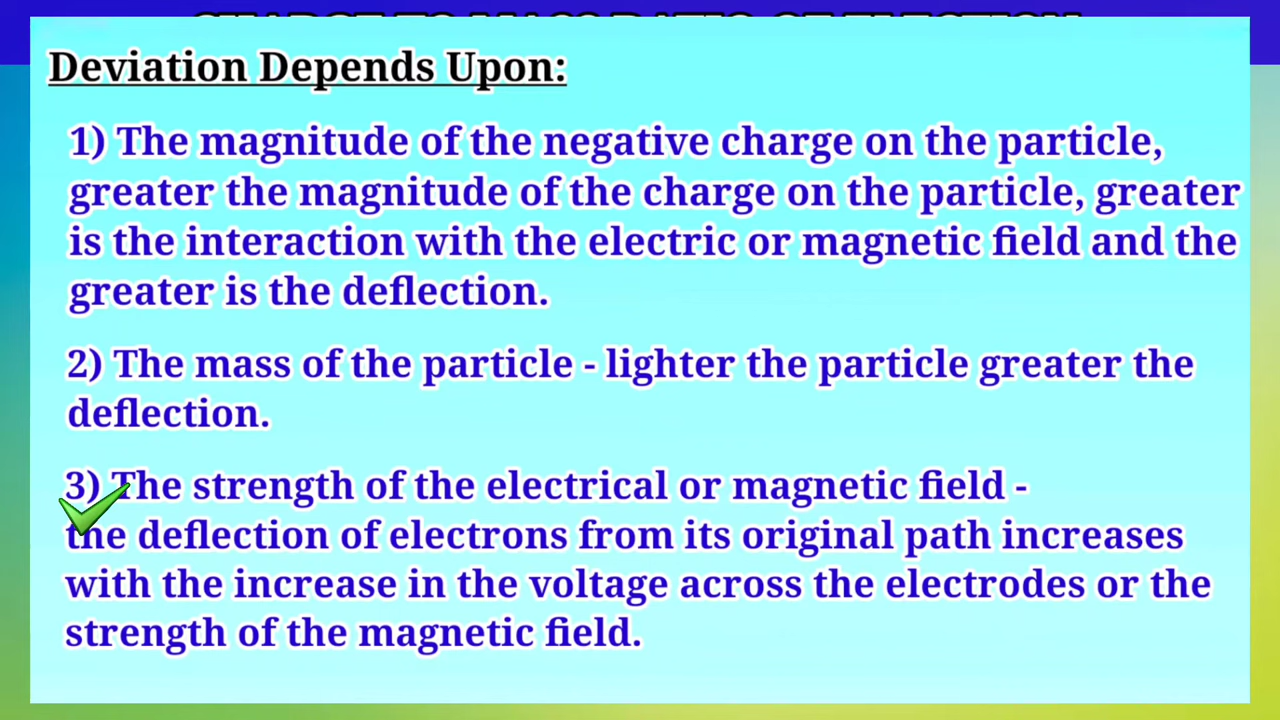 Deviation Depends Upon:
1) The magnitude of the negative charge on the particle,
greater the magnitude of the charge on the particle, greater
is the interaction with the electric or magnetic field and the
greater is the deflection.
2) The mass of the particle - lighter the particle greater the
deflection.
3) The strength of the electrical or magnetic field -
the deflection of electrons from its original path increases
with the increase in the voltage across the electrodes or the
strength of the magnetic field.